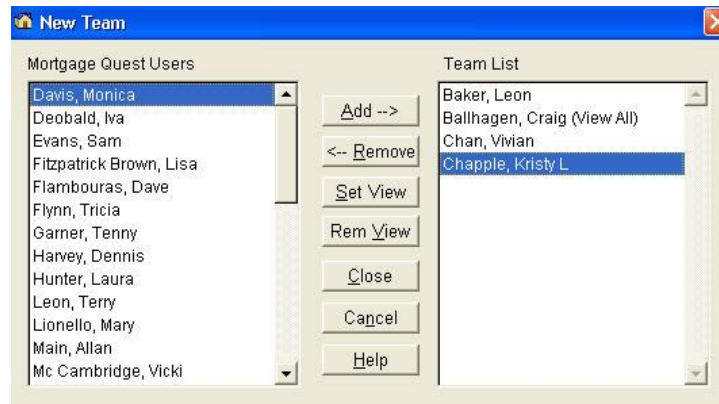 New Team
Mortgage Quest Users
Davis, Monica
Deobald, Iva
Evans, Sam
Fitzpatrick Brown, Lisa
Flambouras, Dave
Flynn, Tricia
Garner, Tenny
Harvey, Dennis
Hunter, Laura
Leon, Terry
Lionello, Mary
Main, Allan
Mc Cambridge, Vicki
Add -->
<-- Remove
Set View
Rem View
Close
Cancel
Help
Team List
Baker, Leon
Ballhagen, Craig (View All)
Chan, Vivian
Chapple, Kristy L